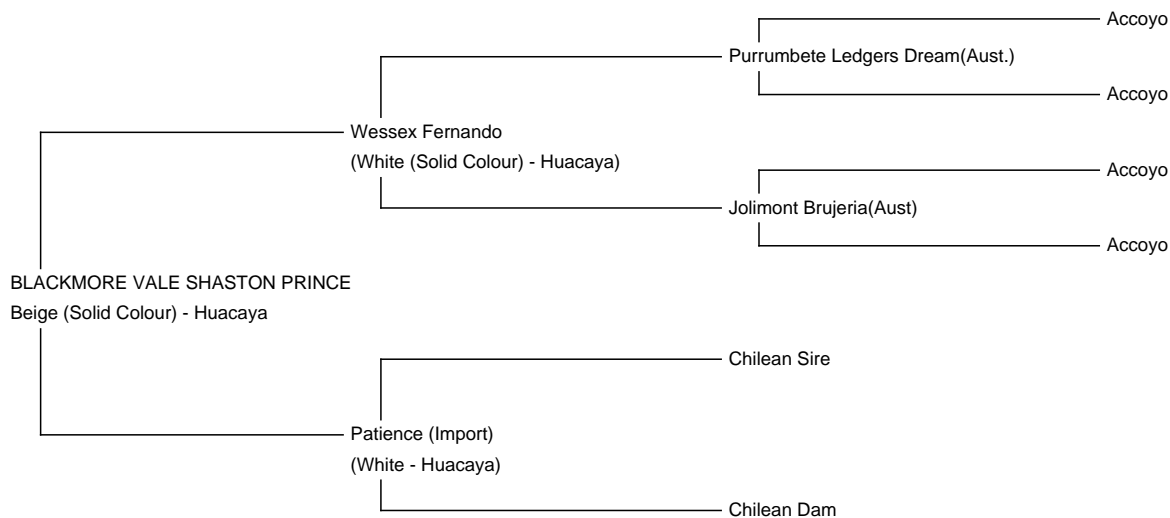 Accoyo
Purrumbete Ledgers Dream(Aust.)
Accoyo
Wessex Fernando
(White (Solid Colour) - Huacaya)
Accoyo
Jolimont Brujeria(Aust)
Accoyo
BLACKMORE VALE SHASTON PRINCE
Beige (Solid Colour) - Huacaya
Chilean Sire
Patience (Import)
(White - Huacaya)
Chilean Dam